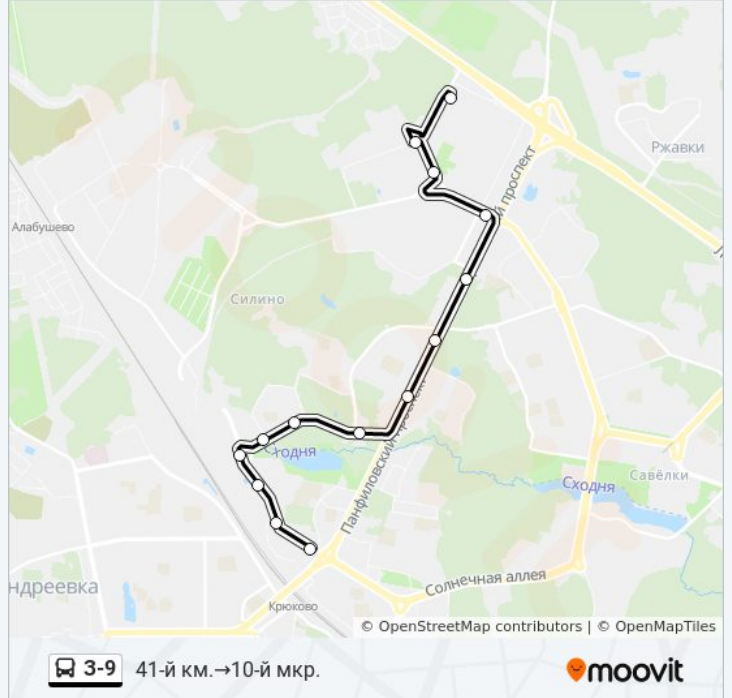 Ржавки
й проспект
Алабушево
Л
Силино
Сходня
Панфиловский проспект
Савёлки
Сходня
Солнечная аллея
ндреевка
Крюково
© OpenStreetMap contributors | © OpenMapTiles
3-9 41-й км.→10-й мкр.
moovit